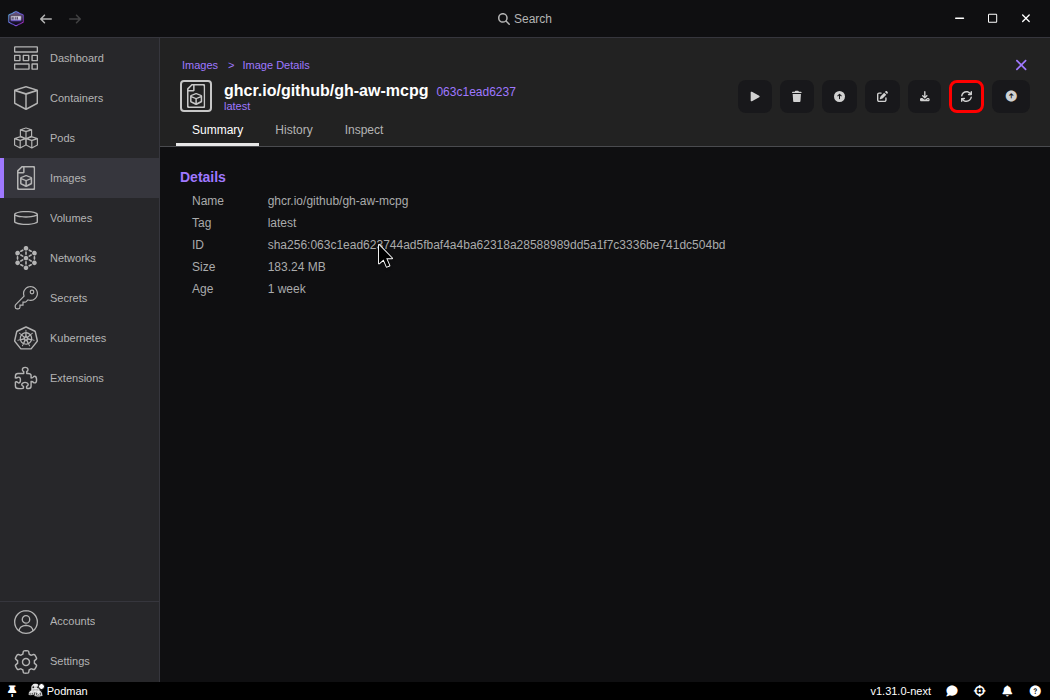 Search
Dashboard
Containers
Pods
Images
Volumes
Networks
Secrets
Kubernetes
Extensions
Accounts
Settings
Images > Image Details
ghcr.io/github/gh-aw-mcpg 063c1ead6237
latest
Summary History Inspect
Details
Name ghcr.io/github/gh-aw-mcpg
Tag latest
ID sha256:063c1ead623744ad5fbaf4a4ba62318a28588989dd5a1f7c3336be741dc504bd
Size 183.24 MB
Age 1 week
Podman
v1.31.0-next